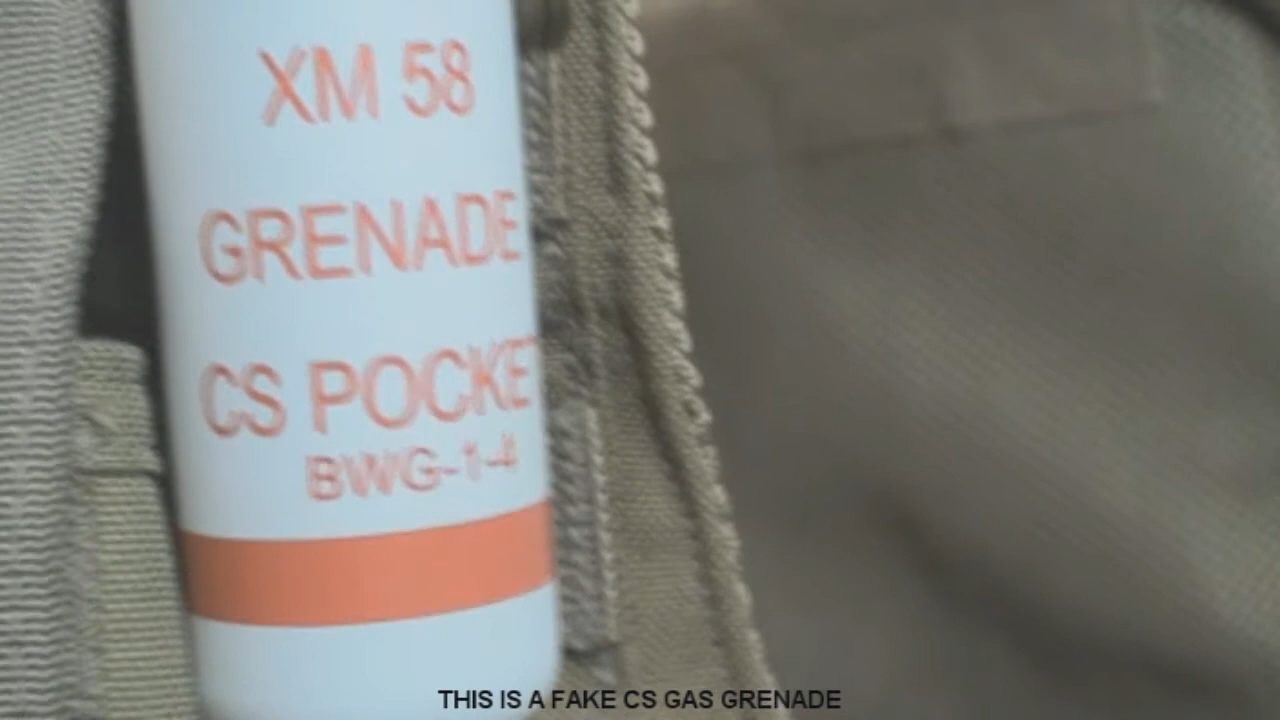 XM 58
GRENADE
CS POCKE
BWG-1-4
THIS IS A FAKE CS GAS GRENADE